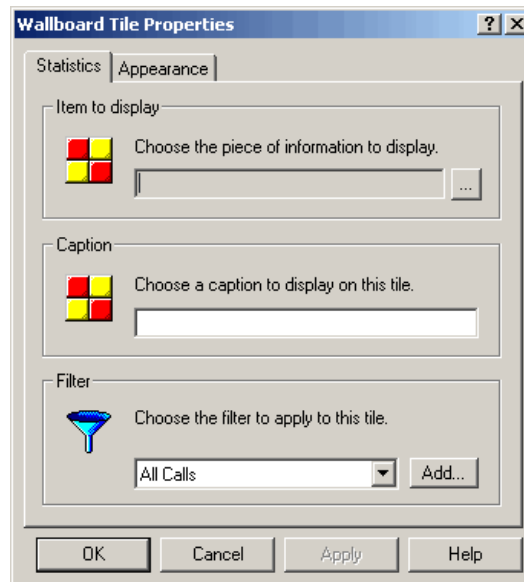 Wallboard Tile Properties
Statistics Appearance
Item to display
Choose the piece of information to display.
...
Caption
Choose a caption to display on this tile.
Filter
Choose the filter to apply to this tile.
All Calls Add...
OK Cancel Apply Help